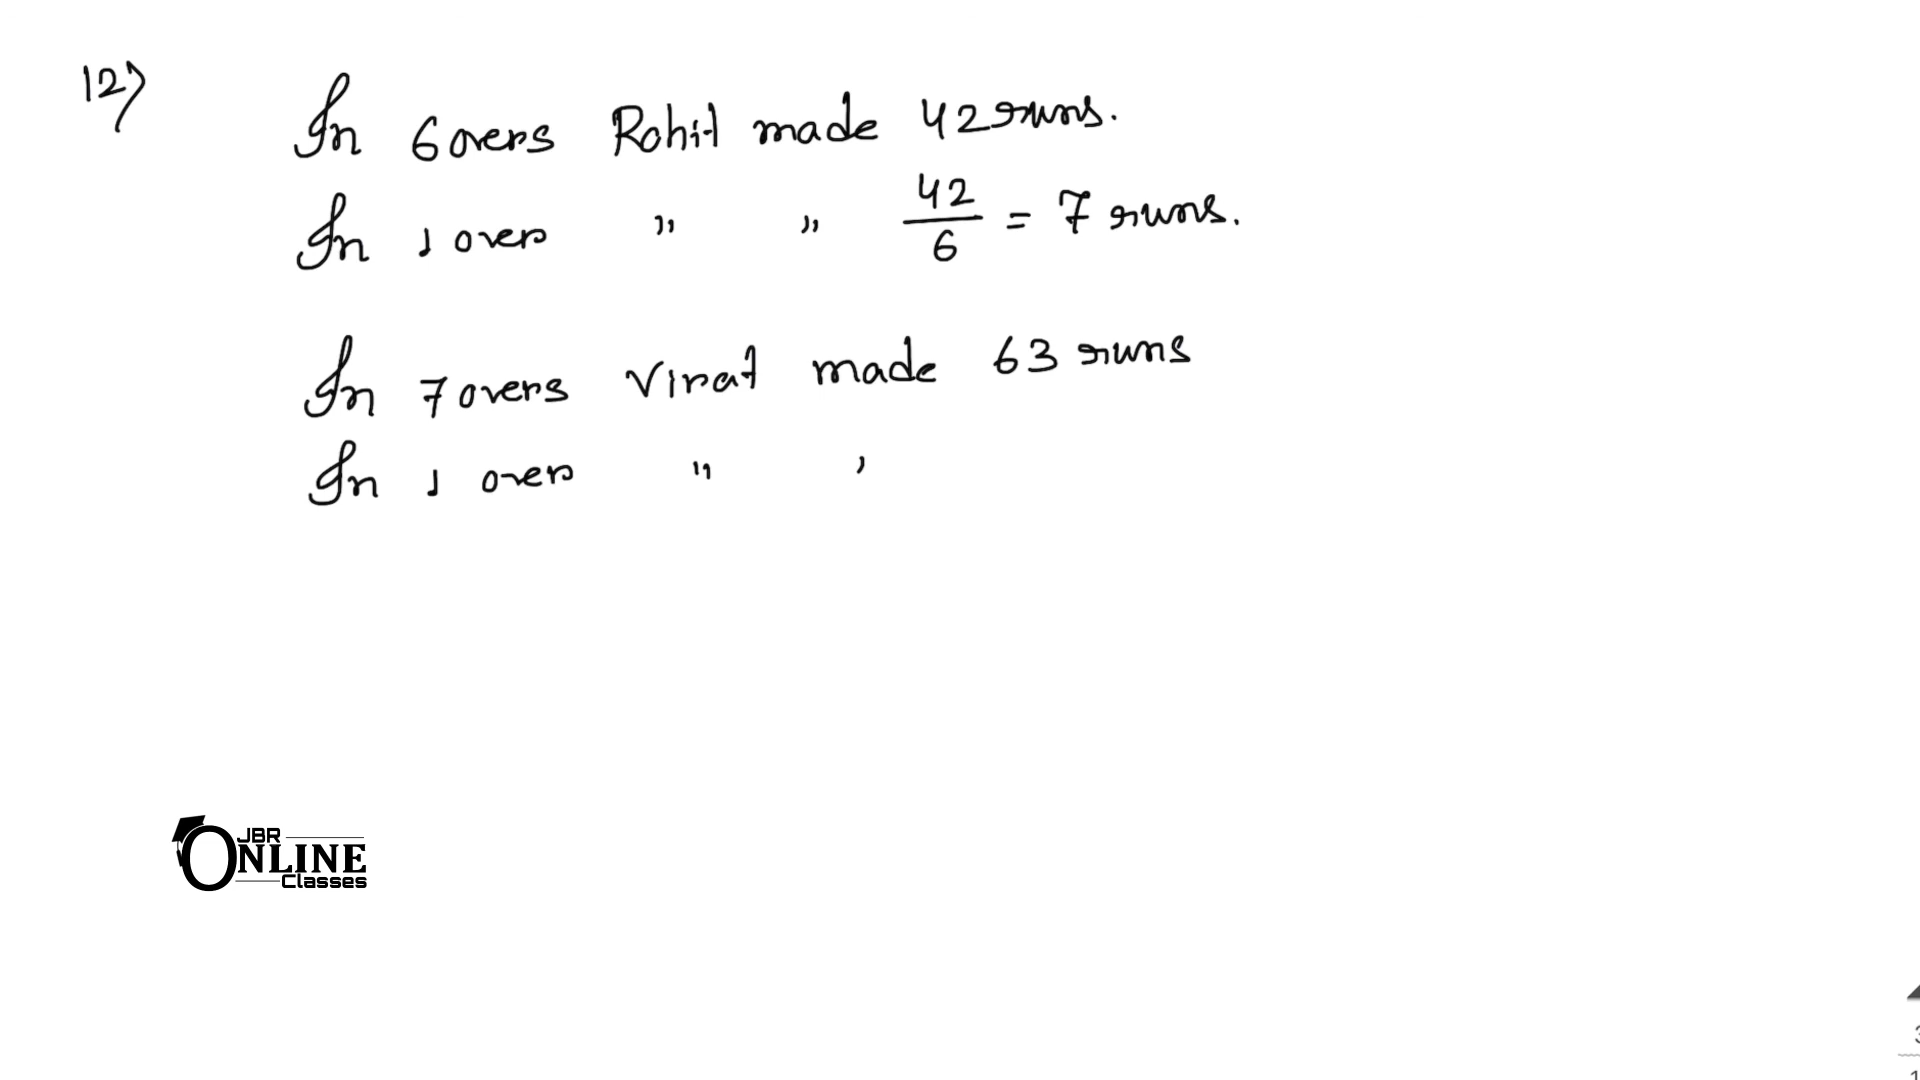 12)
In 6 overs Rohit made 42 runs.
In 1 over " " 42/6 = 7 runs.
In 7 overs Virat made 63 runs
In 1 over " '
JBR
ONLINE
Classes